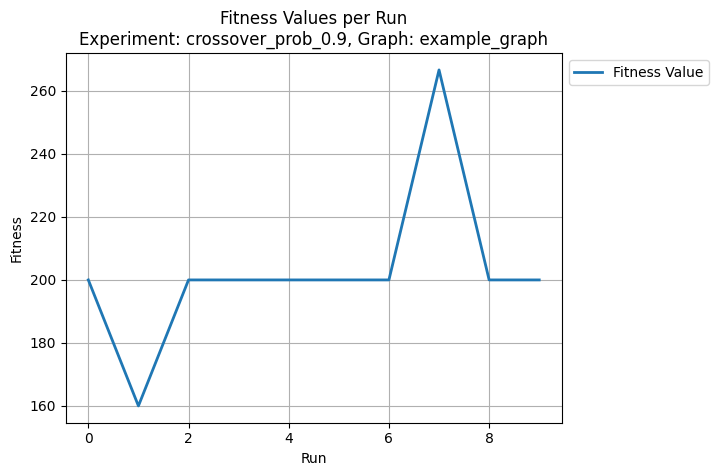 Fitness Values per Run
Experiment: crossover_prob_0.9, Graph: example_graph
Fitness Value
260
240
220
200
180
160
Fitness
0 2 4 6 8
Run